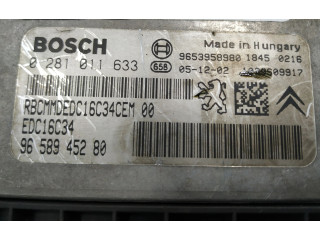 BOSCH
Made in Hungary
9653958980 1845 0216
0 281 011 633
G58
05-12-02
RBCMMDEDC16C34CEM 00
EDC16C34
96 589 452 80